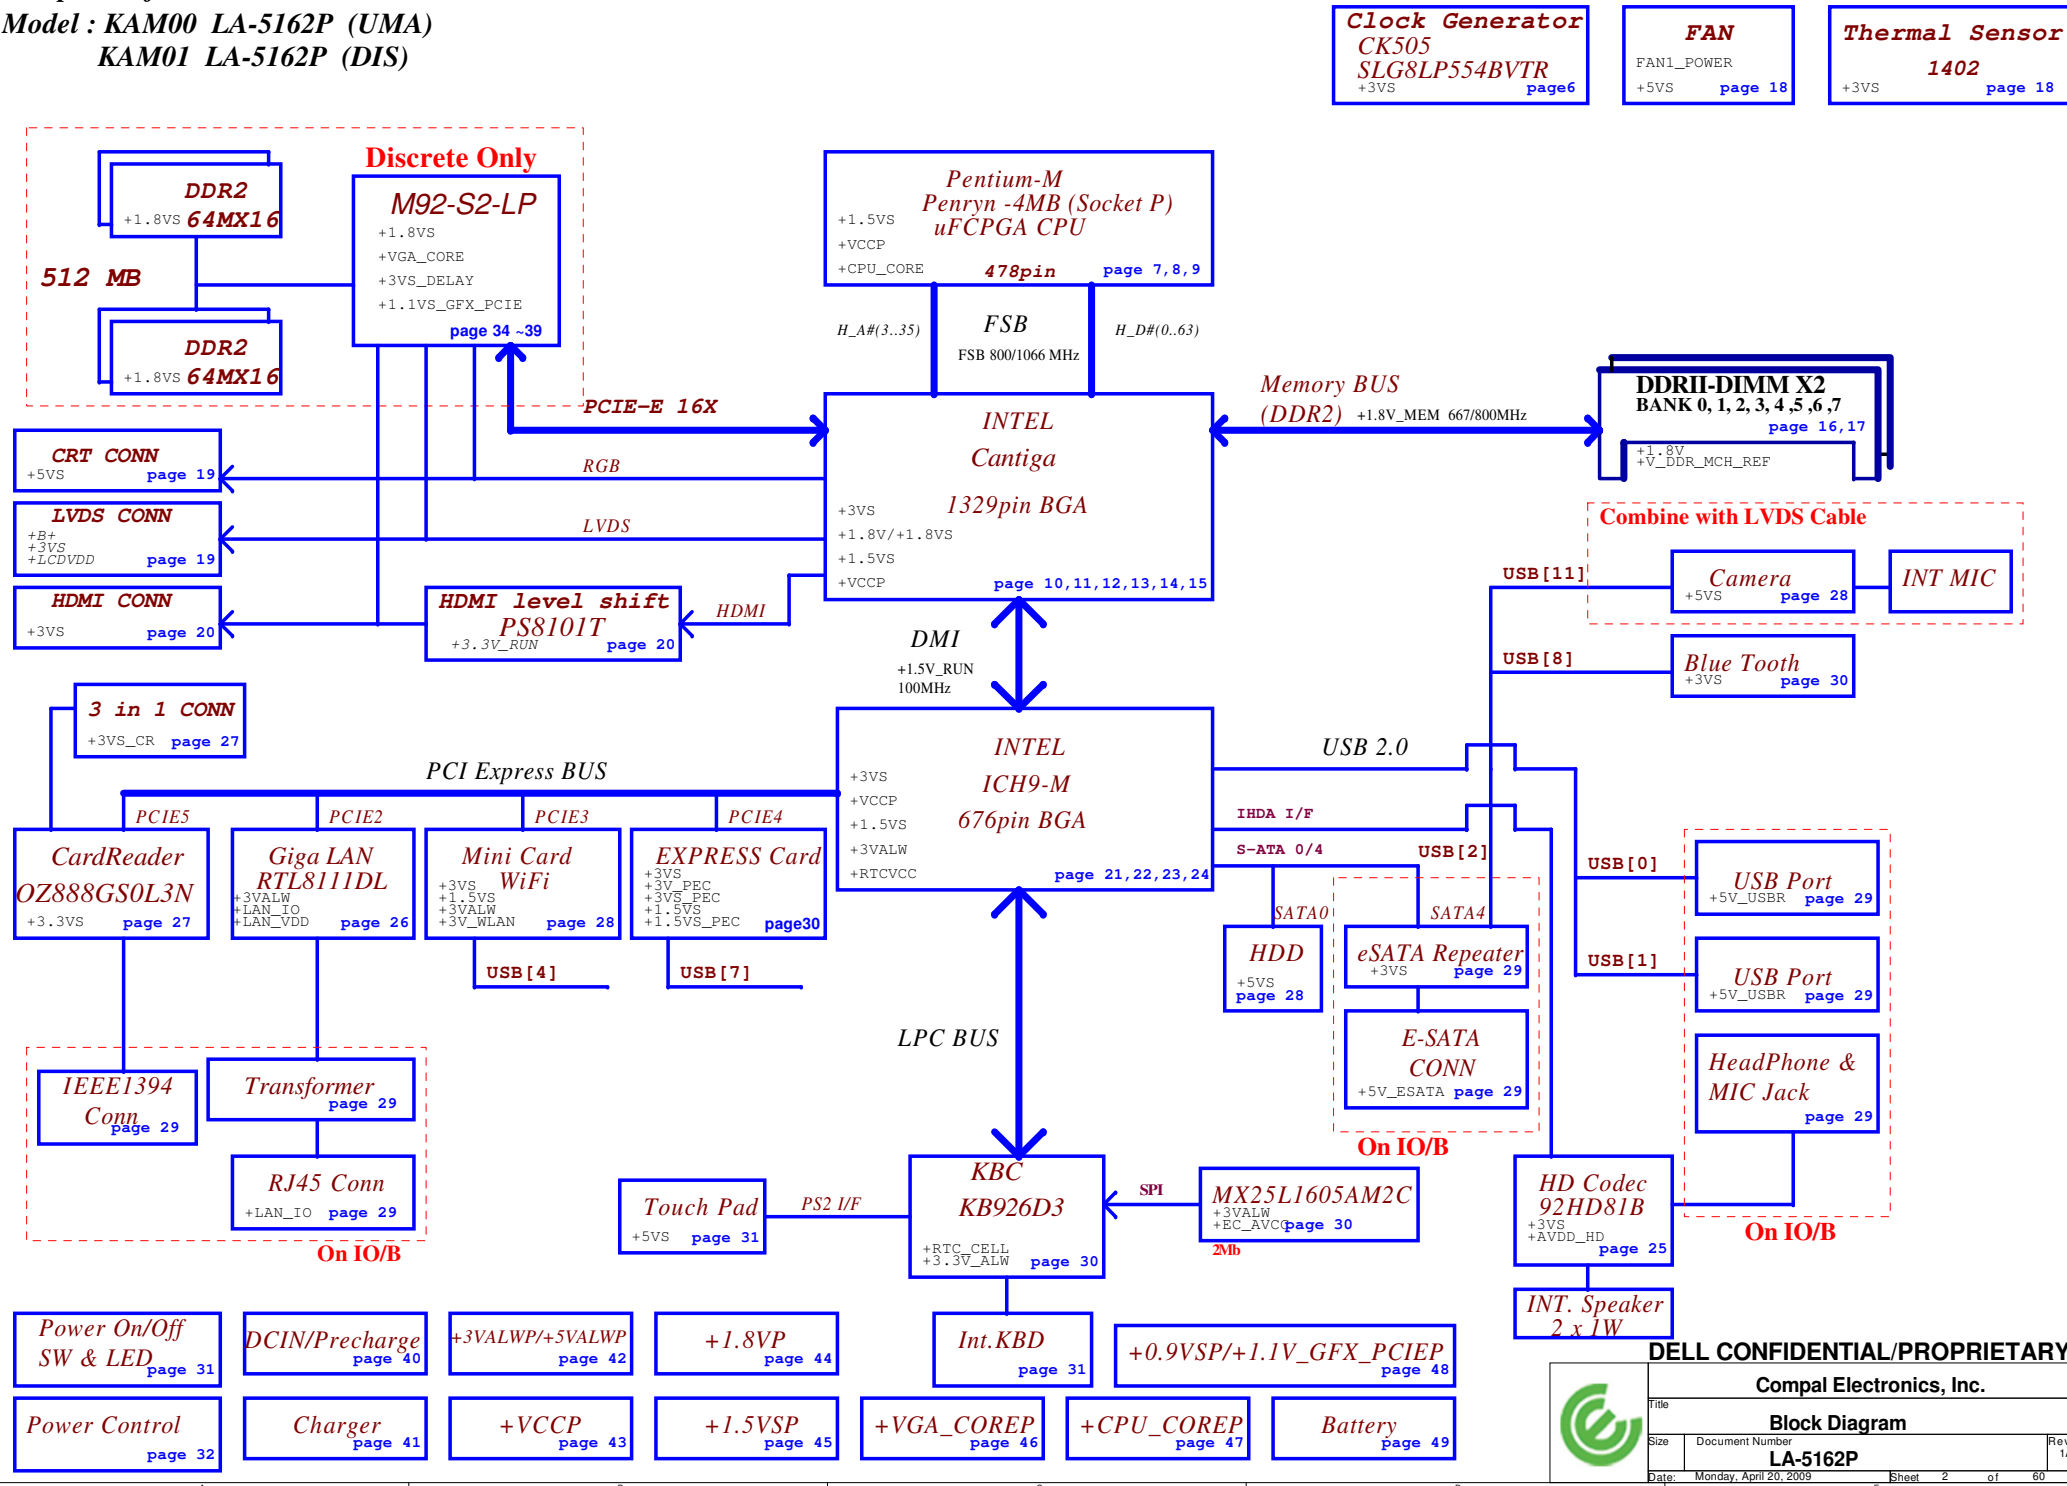 Model : KAM00 LA-5162P (UMA)
KAM01 LA-5162P (DIS)
Clock Generator
CK505
SLG8LP554BVTR
+3VS page6
FAN
FAN1_POWER
+5VS page 18
Thermal Sensor
1402
+3VS page 18
Discrete Only
DDR2
+1.8VS 64MX16
512 MB
DDR2
+1.8VS 64MX16
M92-S2-LP
+1.8VS
+VGA_CORE
+3VS_DELAY
+1.1VS_GFX_PCIE
page 34 ~39
Pentium-M
Penryn -4MB (Socket P)
uFCPGA CPU
+1.5VS
+VCCP
+CPU_CORE
478pin
page 7,8,9
H_A#(3..35)
FSB
FSB 800/1066 MHz
H_D#(0..63)
PCIE-E 16X
INTEL
Cantiga
1329pin BGA
+3VS
+1.8V/+1.8VS
+1.5VS
+VCCP
page 10,11,12,13,14,15
Memory BUS
(DDR2) +1.8V_MEM 667/800MHz
DDRII-DIMM X2
BANK 0, 1, 2, 3, 4 ,5 ,6 ,7
page 16,17
+1.8V
+V_DDR_MCH_REF
CRT CONN
+5VS page 19
RGB
LVDS CONN
+B+
+3VS
+LCDVDD page 19
LVDS
HDMI CONN
+3VS page 20
HDMI level shift
PS8101T
+3.3V_RUN page 20
HDMI
Combine with LVDS Cable
USB[11]
Camera
+5VS page 28
INT MIC
USB[8]
Blue Tooth
+3VS page 30
DMI
+1.5V_RUN
100MHz
3 in 1 CONN
+3VS_CR page 27
PCI Express BUS
INTEL
ICH9-M
676pin BGA
+3VS
+VCCP
+1.5VS
+3VALW
+RTCVCC
page 21,22,23,24
USB 2.0
IHDA I/F
S-ATA 0/4
USB[2]
PCIE5
PCIE2
PCIE3
PCIE4
CardReader
OZ888GS0L3N
+3.3VS page 27
Giga LAN
RTL8111DL
+3VALW
+LAN_IO
+LAN_VDD page 26
Mini Card
WiFi
+3VS
+1.5VS
+3VALW
+3V_WLAN page 28
EXPRESS Card
+3VS
+3V_PEC
+3VS_PEC
+1.5VS
+1.5VS_PEC page30
USB[4]
USB[7]
SATA0
SATA4
HDD
+5VS
page 28
eSATA Repeater
+3VS page 29
E-SATA
CONN
+5V_ESATA page 29
On IO/B
USB[0]
USB Port
+5V_USBR page 29
USB[1]
USB Port
+5V_USBR page 29
HeadPhone &
MIC Jack
page 29
On IO/B
LPC BUS
IEEE1394
Conn
page 29
Transformer
page 29
RJ45 Conn
+LAN_IO page 29
On IO/B
Touch Pad
+5VS page 31
PS2 I/F
KBC
KB926D3
+RTC_CELL
+3.3V_ALW page 30
SPI
MX25L1605AM2C
+3VALW
+EC_AVCC page 30
2Mb
HD Codec
92HD81B
+3VS
+AVDD_HD
page 25
INT. Speaker
2 x 1W
Int.KBD
page 31
Power On/Off
SW & LED
page 31
DCIN/Precharge
page 40
+3VALWP/+5VALWP
page 42
+1.8VP
page 44
+0.9VSP/+1.1V_GFX_PCIEP
page 48
Power Control
page 32
Charger
page 41
+VCCP
page 43
+1.5VSP
page 45
+VGA_COREP
page 46
+CPU_COREP
page 47
Battery
page 49
DELL CONFIDENTIAL/PROPRIETARY
Compal Electronics, Inc.
Title
Block Diagram
Size Document Number Rev
LA-5162P
Date: Monday, April 20, 2009 Sheet 2 of 60